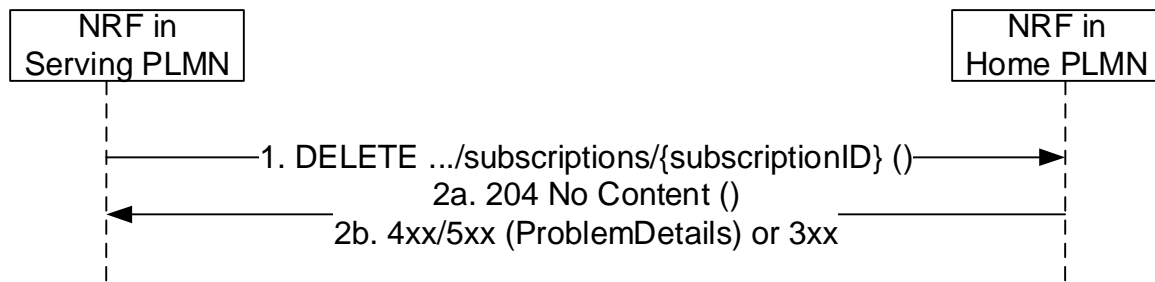 NRF in
Serving PLMN
NRF in
Home PLMN
1. DELETE .../subscriptions/{subscriptionID} ()
2a. 204 No Content ()
2b. 4xx/5xx (ProblemDetails) or 3xx